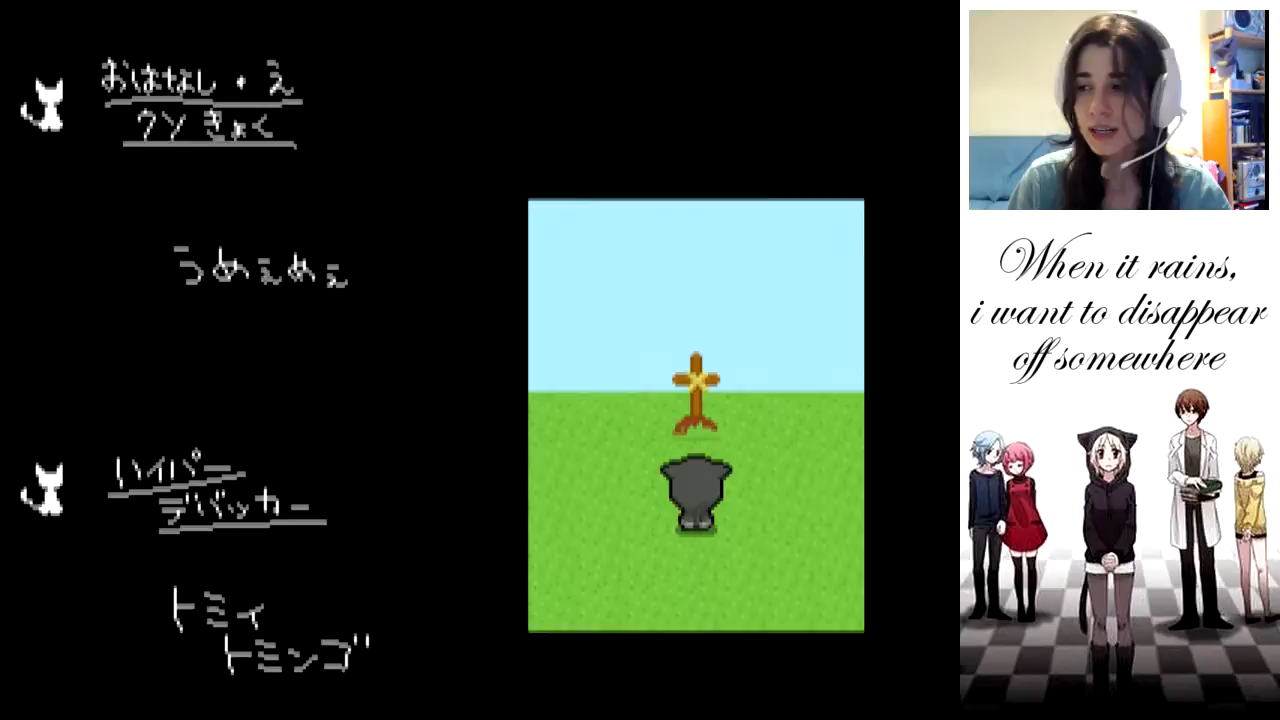 おはなし・え
クソ きょく
うめぇめぇ
ハイパー
デバッカー
トミィ
トミンゴ
When it rains,
i want to disappear
off somewhere